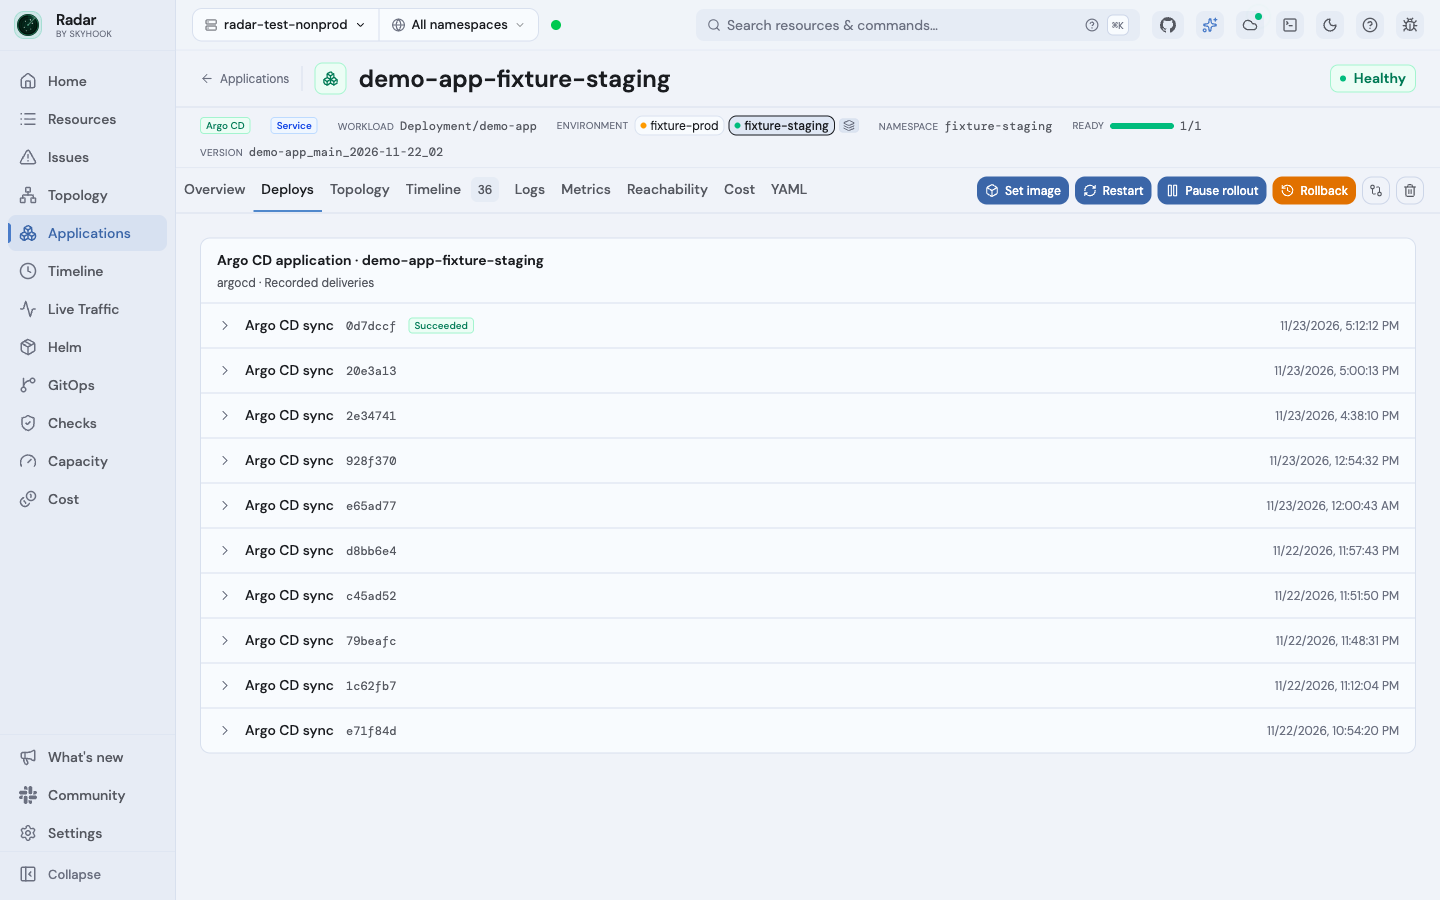 Radar
BY SKYHOOK
radar-test-nonprod
All namespaces
Search resources & commands...
⌘K
Home
Resources
Issues
Topology
Applications
Timeline
Live Traffic
Helm
GitOps
Checks
Capacity
Cost
What's new
Community
Settings
Collapse
Applications
demo-app-fixture-staging
Healthy
Argo CD Service WORKLOAD Deployment/demo-app ENVIRONMENT fixture-prod fixture-staging NAMESPACE fixture-staging READY 1/1
VERSION demo-app_main_2026-11-22_02
Overview Deploys Topology Timeline 36 Logs Metrics Reachability Cost YAML
Set image Restart Pause rollout Rollback
Argo CD application · demo-app-fixture-staging
argocd · Recorded deliveries
Argo CD sync 0d7dccf Succeeded 11/23/2026, 5:12:12 PM
Argo CD sync 20e3a13 11/23/2026, 5:00:13 PM
Argo CD sync 2e34741 11/23/2026, 4:38:10 PM
Argo CD sync 928f370 11/23/2026, 12:54:32 PM
Argo CD sync e65ad77 11/23/2026, 12:00:43 AM
Argo CD sync d8bb6e4 11/22/2026, 11:57:43 PM
Argo CD sync c45ad52 11/22/2026, 11:51:50 PM
Argo CD sync 79beafc 11/22/2026, 11:48:31 PM
Argo CD sync 1c62fb7 11/22/2026, 11:12:04 PM
Argo CD sync e71f84d 11/22/2026, 10:54:20 PM